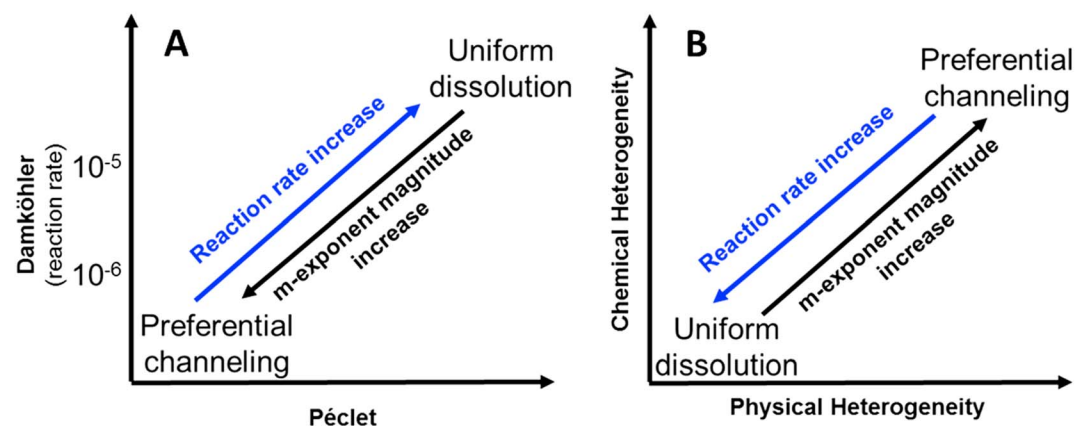 A
Uniform
dissolution
Reaction rate increase
m-exponent magnitude
increase
Damköhler
(reaction rate)
10-5
10-6
Preferential
channeling
Péclet
B
Preferential
channeling
Reaction rate increase
m-exponent magnitude
increase
Chemical Heterogeneity
Uniform
dissolution
Physical Heterogeneity